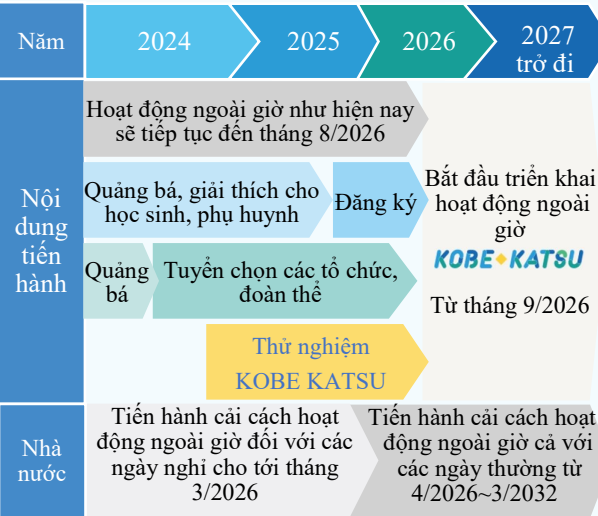 Năm
2024
2025
2026
2027
trở đi
Nội
dung
tiến
hành
Hoạt động ngoài giờ như hiện nay
sẽ tiếp tục đến tháng 8/2026
Quảng bá, giải thích cho
học sinh, phụ huynh
Đăng ký
Quảng
bá
Tuyển chọn các tổ chức,
đoàn thể
Thử nghiệm
KOBE KATSU
Bắt đầu triển khai
hoạt động ngoài
giờ
KOBE◆KATSU
Từ tháng 9/2026
Nhà
nước
Tiến hành cải cách hoạt
động ngoài giờ đối với các
ngày nghỉ cho tới tháng
3/2026
Tiến hành cải cách hoạt
động ngoài giờ cả với
các ngày thường từ
4/2026~3/2032